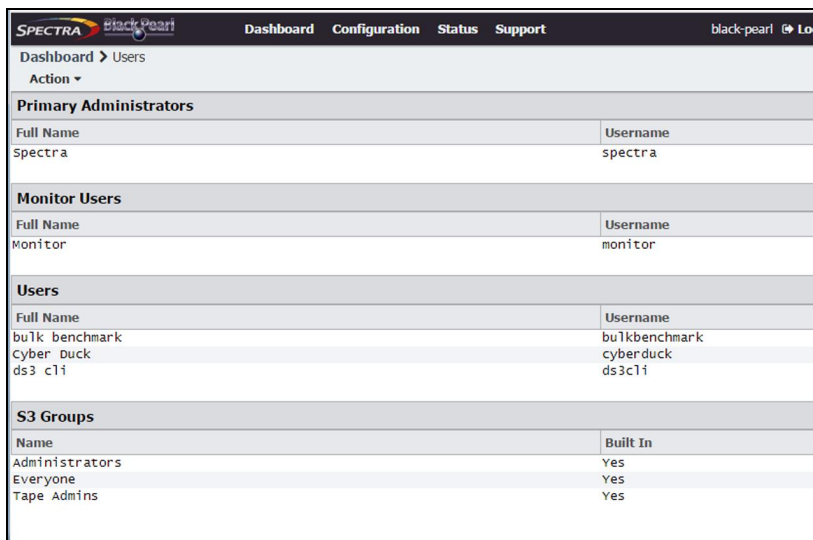 SPECTRA BlackPearl Dashboard Configuration Status Support black-pearl Lo
Dashboard > Users
Action
Primary Administrators
Full Name Username
Spectra spectra
Monitor Users
Full Name Username
Monitor monitor
Users
Full Name Username
bulk benchmark bulkbenchmark
Cyber Duck cyberduck
ds3 cli ds3cli
S3 Groups
Name Built In
Administrators Yes
Everyone Yes
Tape Admins Yes